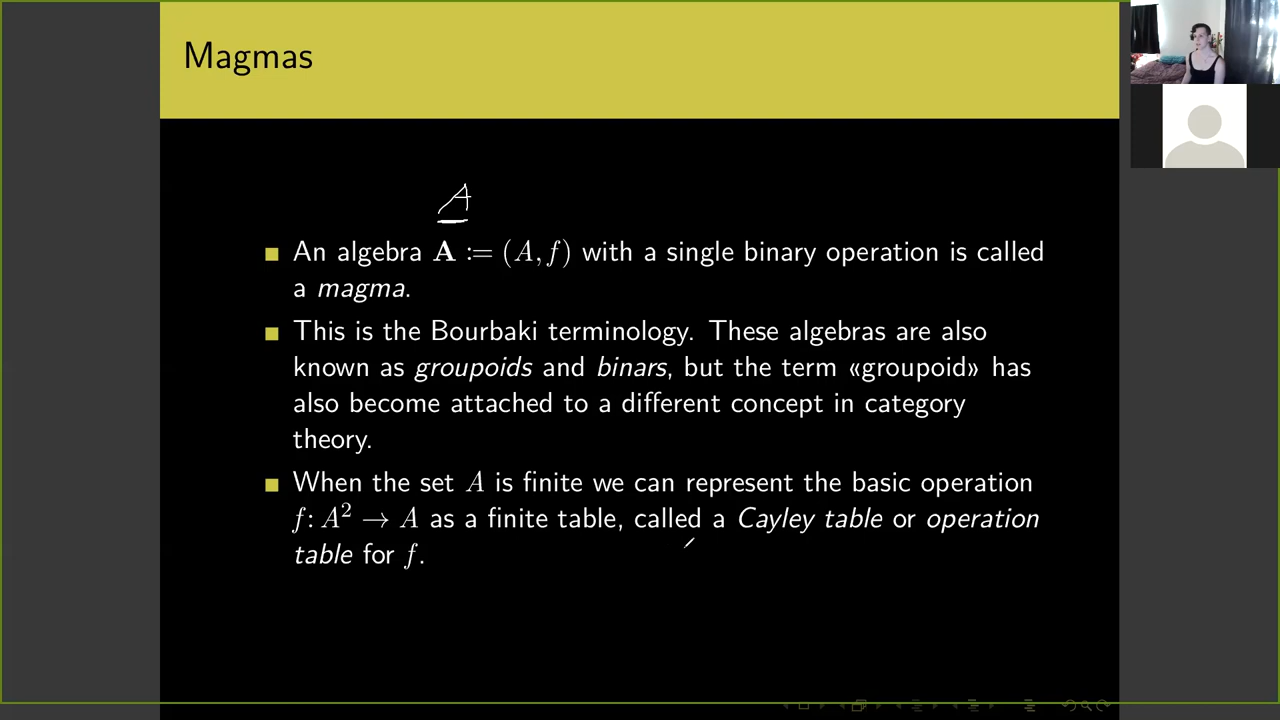 Magmas
A
An algebra A := (A, f) with a single binary operation is called
a magma.
This is the Bourbaki terminology. These algebras are also
known as groupoids and binars, but the term «groupoid» has
also become attached to a different concept in category
theory.
When the set A is finite we can represent the basic operation
f: A² → A as a finite table, called a Cayley table or operation
table for f.